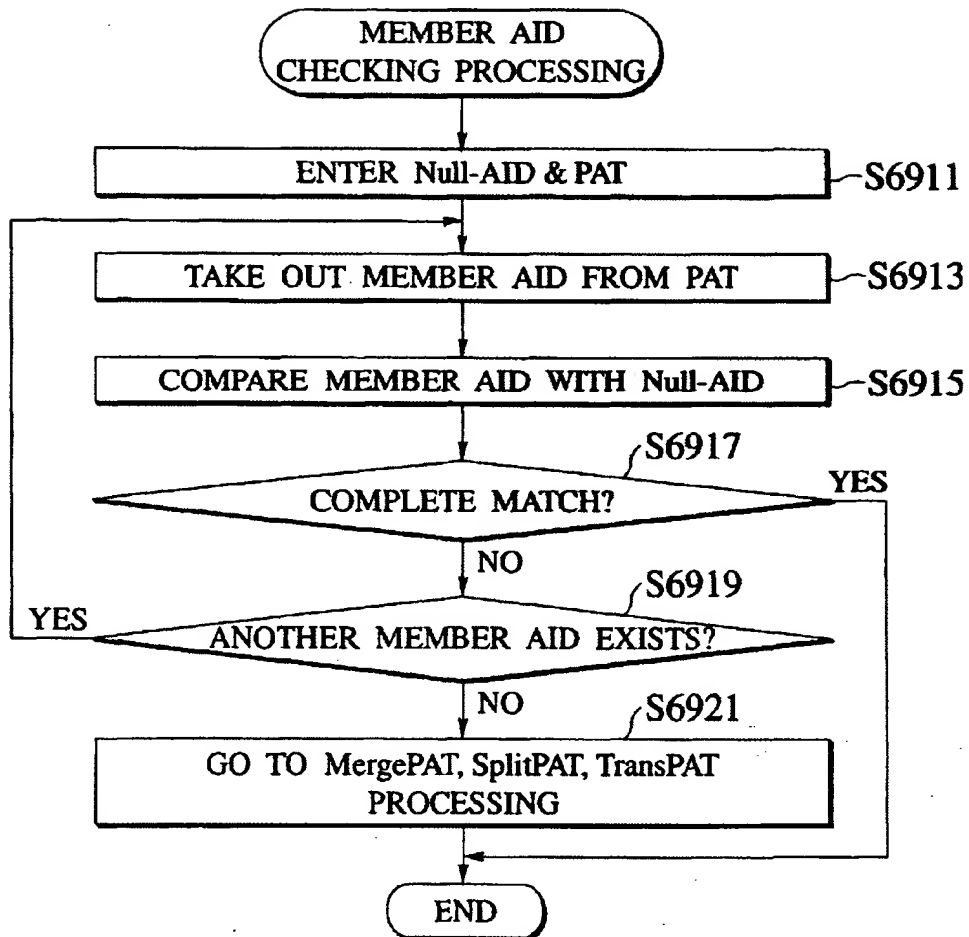 MEMBER AID
CHECKING PROCESSING
ENTER Null-AID & PAT
S6911
TAKE OUT MEMBER AID FROM PAT
S6913
COMPARE MEMBER AID WITH Null-AID
S6915
S6917
COMPLETE MATCH?
YES
NO
S6919
YES
ANOTHER MEMBER AID EXISTS?
NO
S6921
GO TO MergePAT, SplitPAT, TransPAT
PROCESSING
END